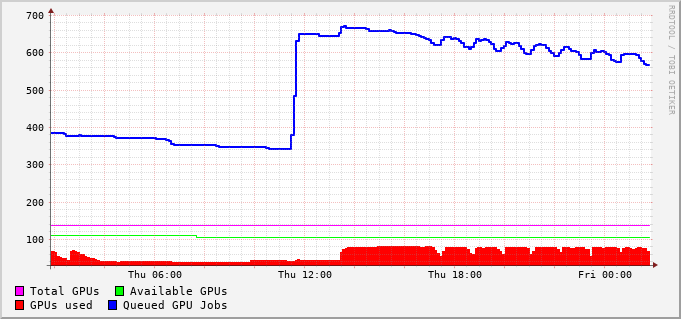 700
600
500
400
300
200
100
Thu 06:00 Thu 12:00 Thu 18:00 Fri 00:00
Total GPUs Available GPUs
GPUs used Queued GPU Jobs
RRDTOOL / TOBI OETIKER